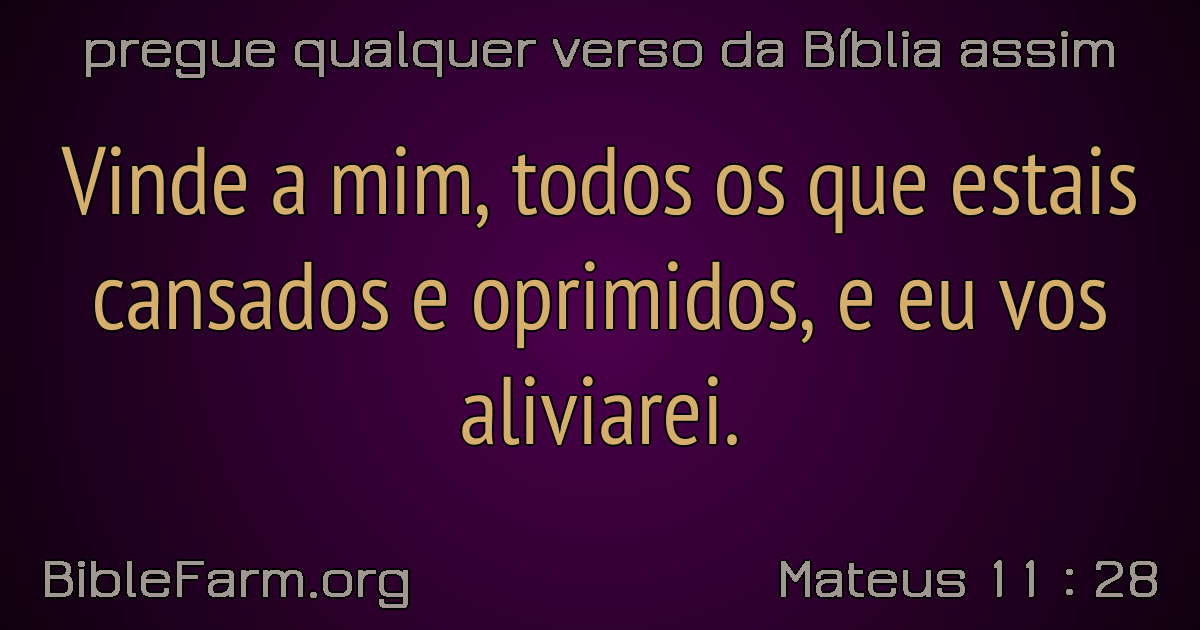 pregue qualquer verso da Bíblia assim
Vinde a mim, todos os que estais
cansados e oprimidos, e eu vos
aliviarei.
BibleFarm.org
Mateus 11 : 28